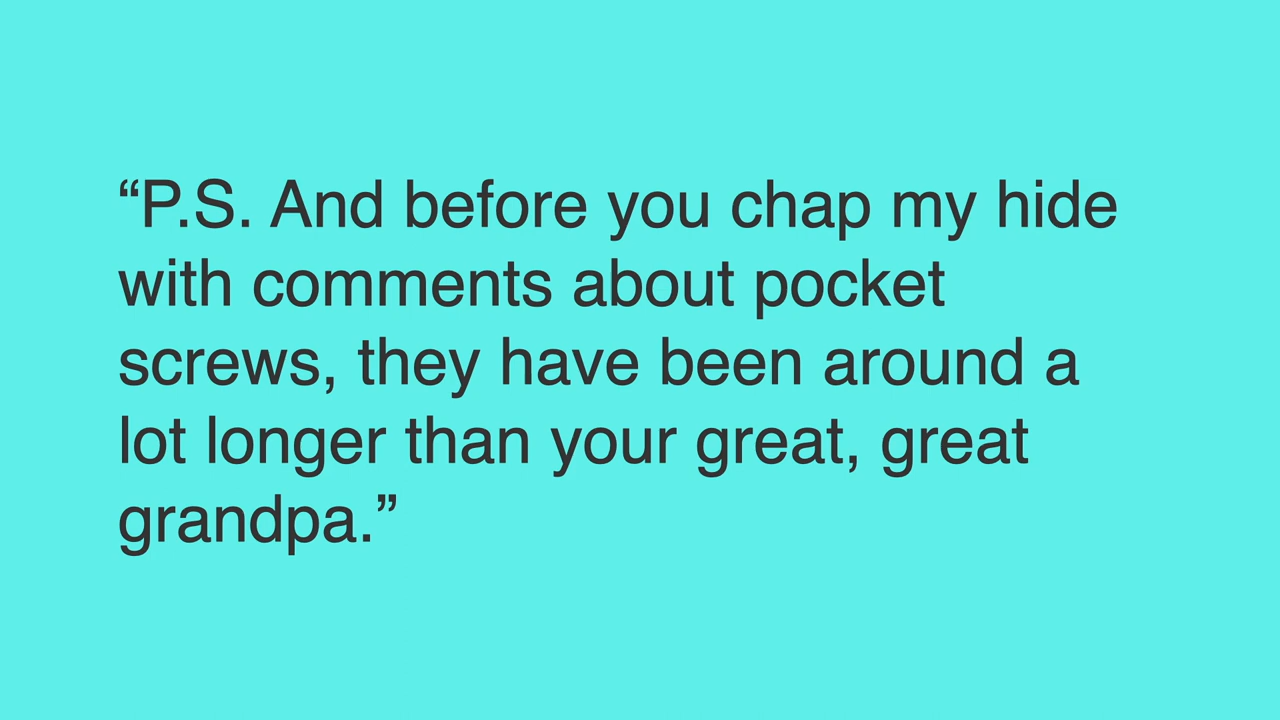 “P.S. And before you chap my hide
with comments about pocket
screws, they have been around a
lot longer than your great, great
grandpa.”